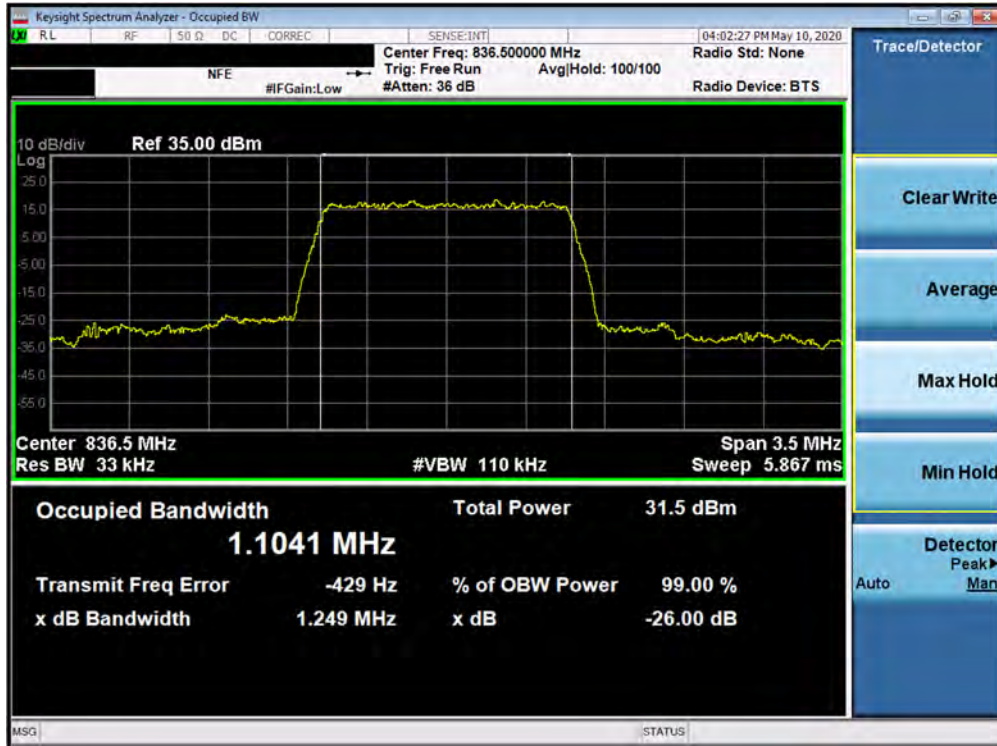 Keysight Spectrum Analyzer - Occupied BW
LXI RL RF 50 Ω DC CORREC SENSE:INT 04:02:27 PM May 10, 2020
Center Freq: 836.500000 MHz Radio Std: None
NFE Trig: Free Run Avg|Hold: 100/100
#IFGain:Low #Atten: 36 dB Radio Device: BTS
Trace/Detector
10 dB/div Ref 35.00 dBm
Log
25.0
15.0
5.00
-5.00
-15.0
-25.0
-35.0
-45.0
-55.0
Center 836.5 MHz Span 3.5 MHz
Res BW 33 kHz #VBW 110 kHz Sweep 5.867 ms
Occupied Bandwidth Total Power 31.5 dBm
1.1041 MHz
Transmit Freq Error -429 Hz % of OBW Power 99.00 %
x dB Bandwidth 1.249 MHz x dB -26.00 dB
Clear Write
Average
Max Hold
Min Hold
Detector
Peak▶
Auto Man
MSG STATUS